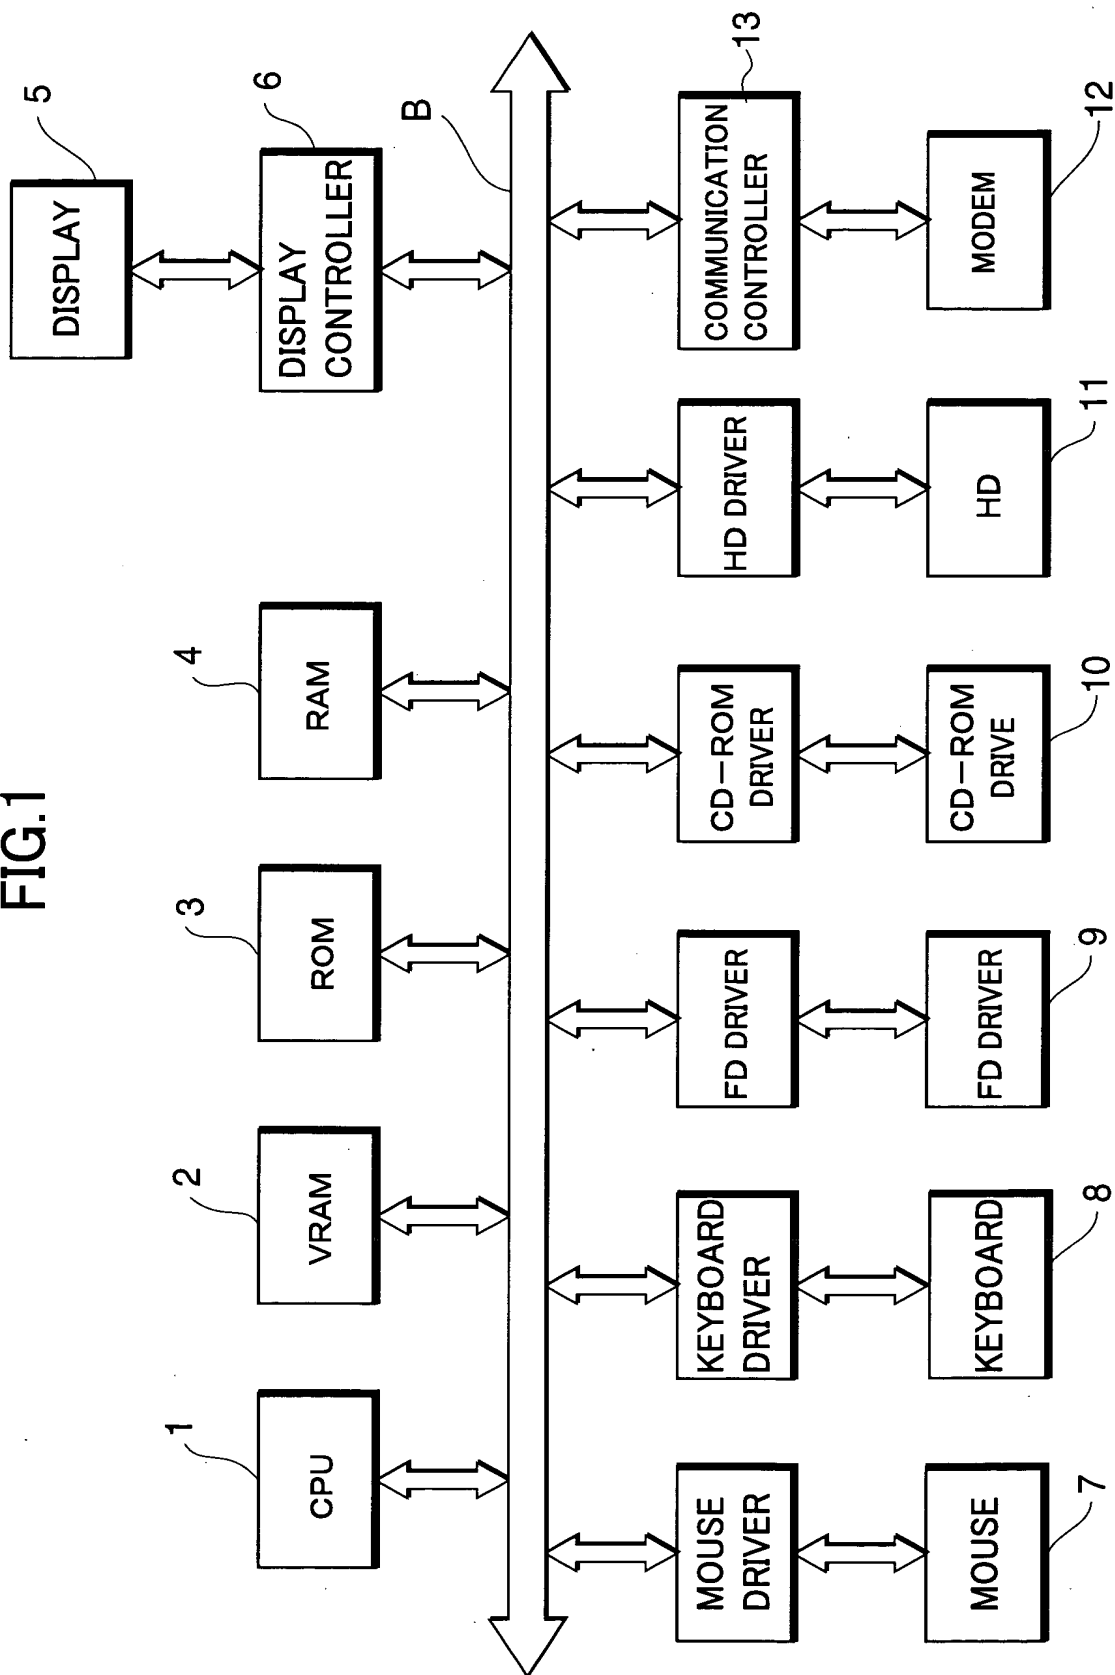 FIG.1
5
DISPLAY
6
DISPLAY
CONTROLLER
1
CPU
2
VRAM
3
ROM
4
RAM
B
MOUSE
DRIVER
KEYBOARD
DRIVER
FD DRIVER
CD−ROM
DRIVER
HD DRIVER
COMMUNICATION
CONTROLLER
13
MOUSE
7
KEYBOARD
8
FD DRIVER
9
CD−ROM
DRIVE
10
HD
11
MODEM
12